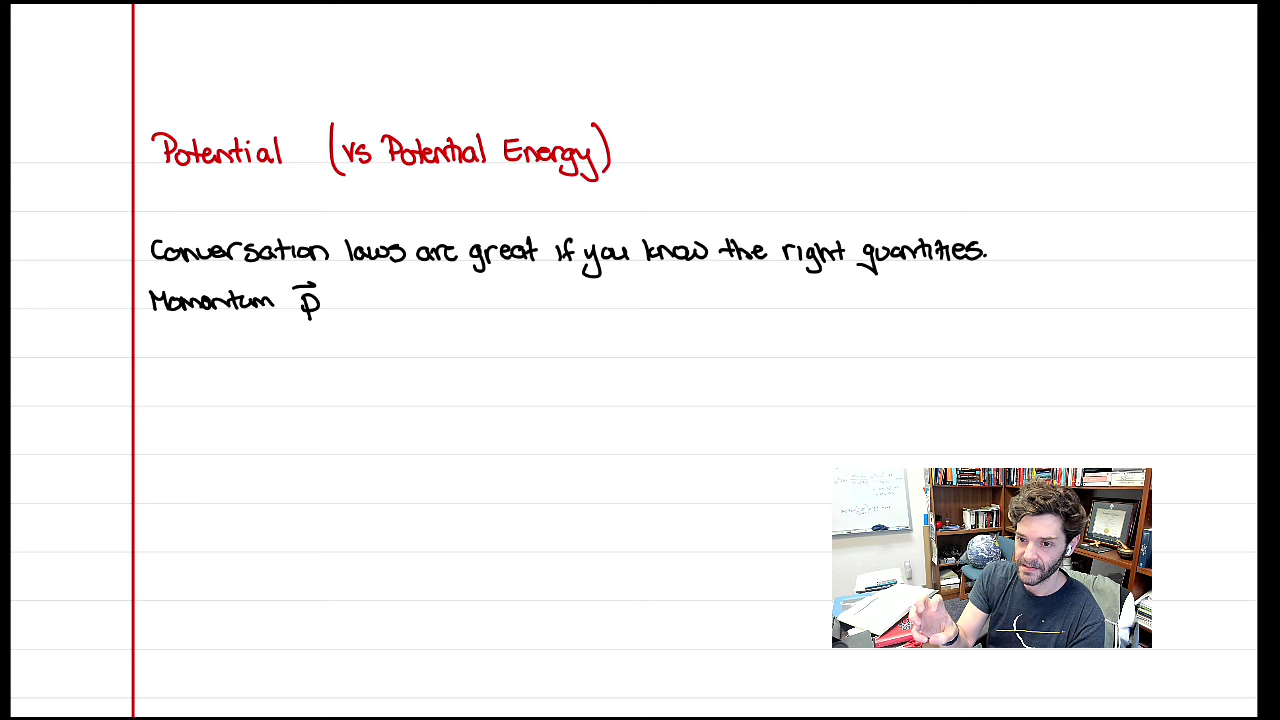 Potential (vs Potential Energy)
Conversation laws are great if you know the right quantities.
Momentum p⃗